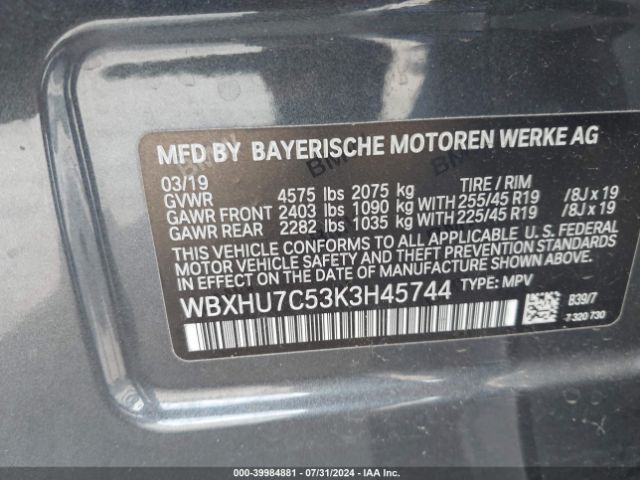 MFD BY BAYERISCHE MOTOREN WERKE AG
03/19 TIRE / RIM
GVWR 4575 lbs 2075 kg
GAWR FRONT 2403 lbs 1090 kg WITH 255/45 R19 /8J x 19
GAWR REAR 2282 lbs 1035 kg WITH 225/45 R19 /8J x 19
THIS VEHICLE CONFORMS TO ALL APPLICABLE U. S. FEDERAL
MOTOR VEHICLE SAFETY AND THEFT PREVENTION STANDARDS
IN EFFECT ON THE DATE OF MANUFACTURE SHOWN ABOVE.
WBXHU7C53K3H45744 TYPE: MPV
B39/7
7 320 730
000-39984881 - 07/31/2024 - IAA Inc.